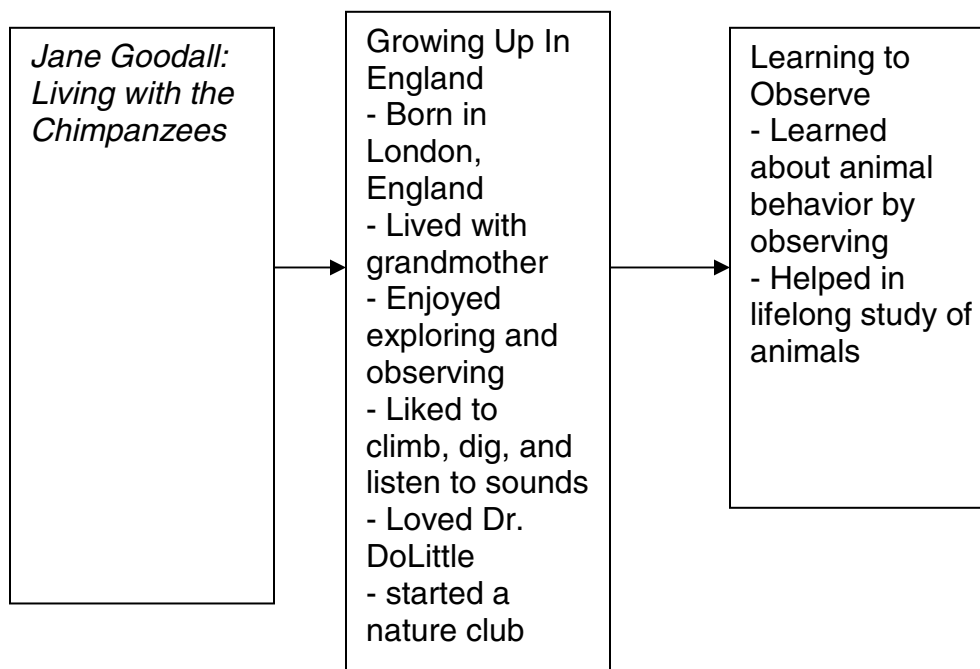 Jane Goodall:
Living with the
Chimpanzees
Growing Up In
England
- Born in
London,
England
- Lived with
grandmother
- Enjoyed
exploring and
observing
- Liked to
climb, dig, and
listen to sounds
- Loved Dr.
DoLittle
- started a
nature club
Learning to
Observe
- Learned
about animal
behavior by
observing
- Helped in
lifelong study of
animals